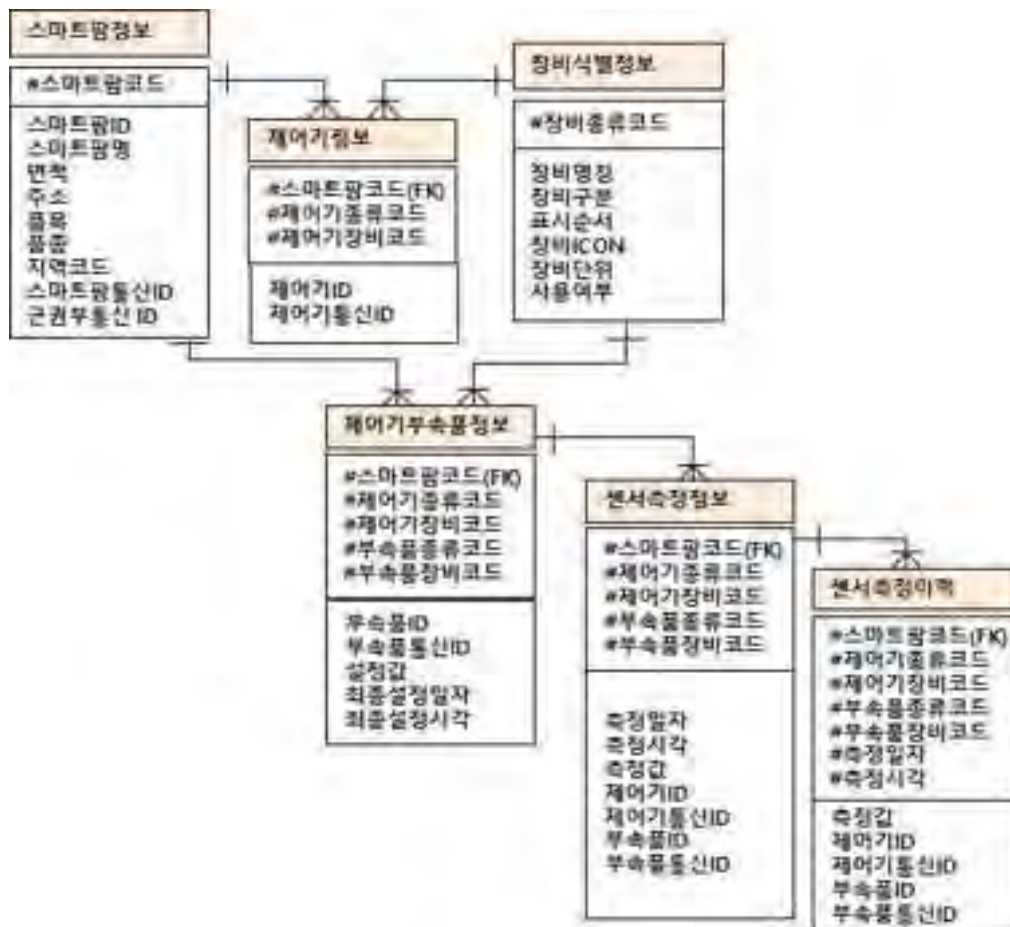 스마트팜정보
#스마트팜코드
스마트팜ID
스마트팜명
면적
주소
품목
품종
지역코드
스마트팜통신ID
근권부통신 ID
제어기정보
#스마트팜코드(FK)
#제어기종류코드
#제어기장비코드
제어기ID
제어기통신ID
장비식별정보
#장비종류코드
장비명칭
장비구분
표시순서
장비ICON
장비단위
사용여부
제어기부속품정보
#스마트팜코드(FK)
#제어기종류코드
#제어기장비코드
#부속품종류코드
#부속품장비코드
부속품ID
부속품통신ID
설정값
최종설정일자
최종설정시각
센서측정정보
#스마트팜코드(FK)
#제어기종류코드
#제어기장비코드
#부속품종류코드
#부속품장비코드
측정일자
측정시각
측정값
제어기ID
제어기통신ID
부속품ID
부속품통신ID
센서측정이력
#스마트팜코드(FK)
#제어기종류코드
#제어기장비코드
#부속품종류코드
#부속품장비코드
#측정일자
#측정시각
측정값
제어기ID
제어기통신ID
부속품ID
부속품통신ID